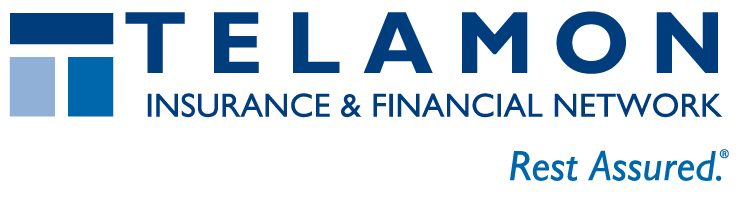 TELAMON
INSURANCE & FINANCIAL NETWORK
Rest Assured.®